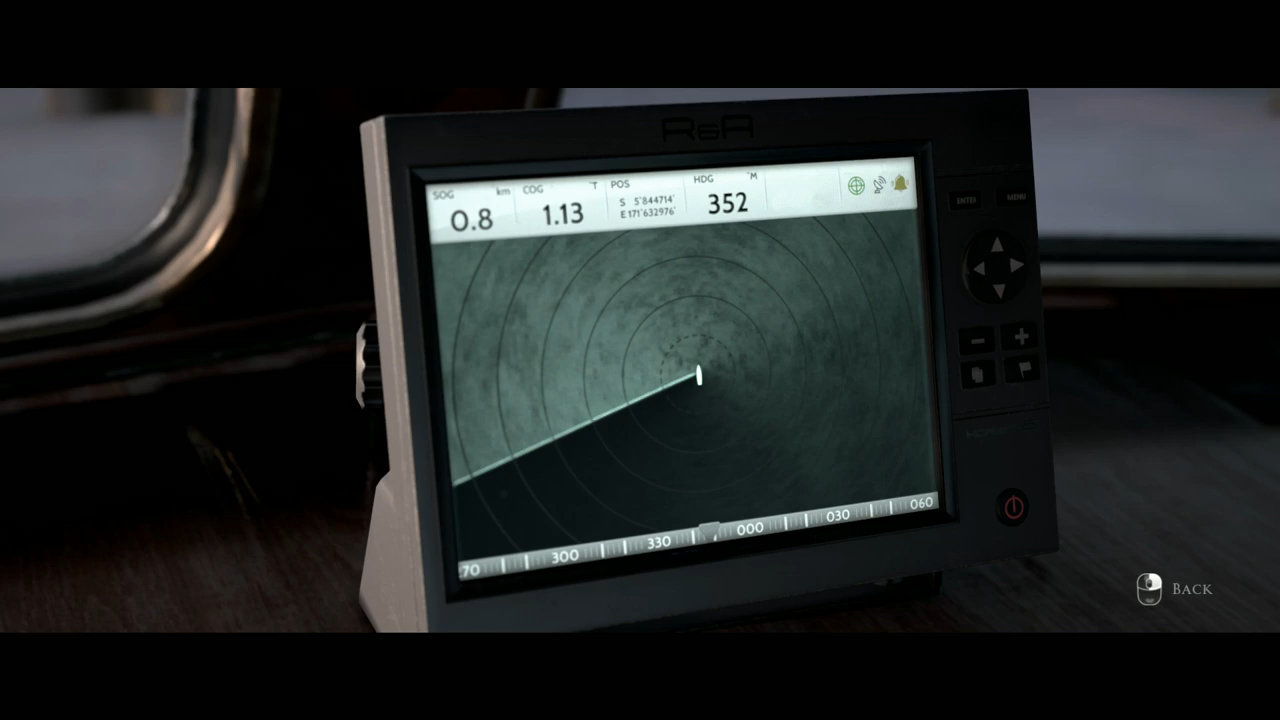 R&A
SOG km COG °T POS HDG °M
0.8 1.13 S 5°844714' 352
E 171°632976'
ENTER MENU
70 300 330 000 030 060
BACK